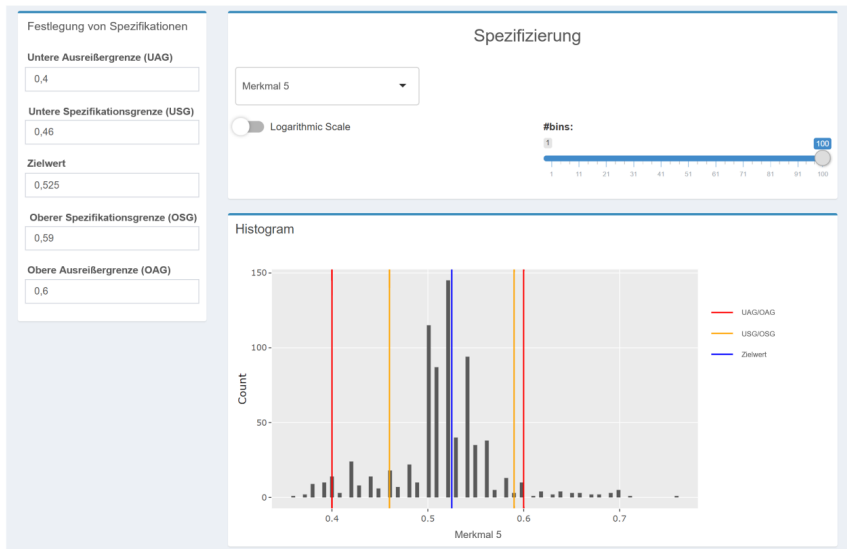 Festlegung von Spezifikationen
Untere Ausreißergrenze (UAG)
0,4
Untere Spezifikationsgrenze (USG)
0,46
Zielwert
0,525
Oberer Spezifikationsgrenze (OSG)
0,59
Obere Ausreißergrenze (OAG)
0,6
Spezifizierung
Merkmal 5
Logarithmic Scale
#bins:
1
100
1 11 21 31 41 51 61 71 81 91 100
Histogram
150
100
50
0
Count
0.4 0.5 0.6 0.7
Merkmal 5
UAG/OAG
USG/OSG
Zielwert